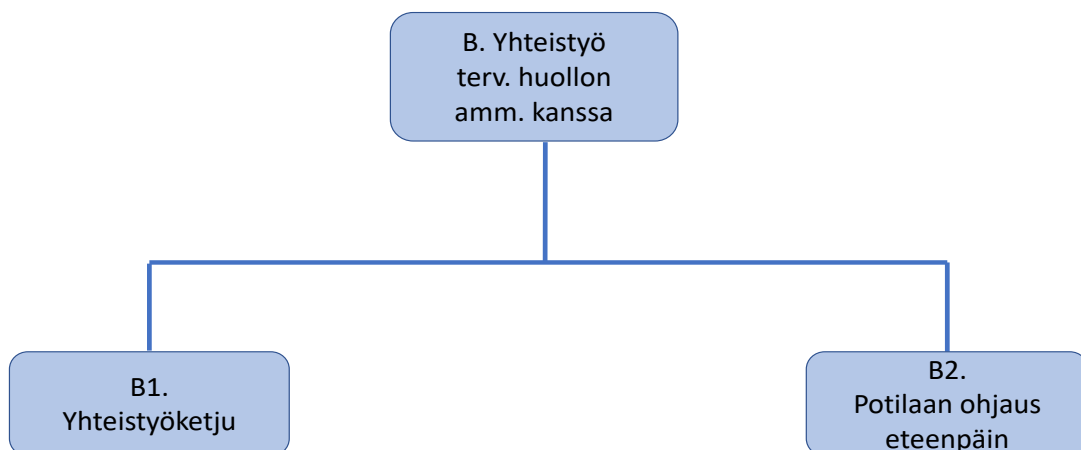 B. Yhteistyö
terv. huollon
amm. kanssa
B1.
Yhteistyöketju
B2.
Potilaan ohjaus
eteenpäin